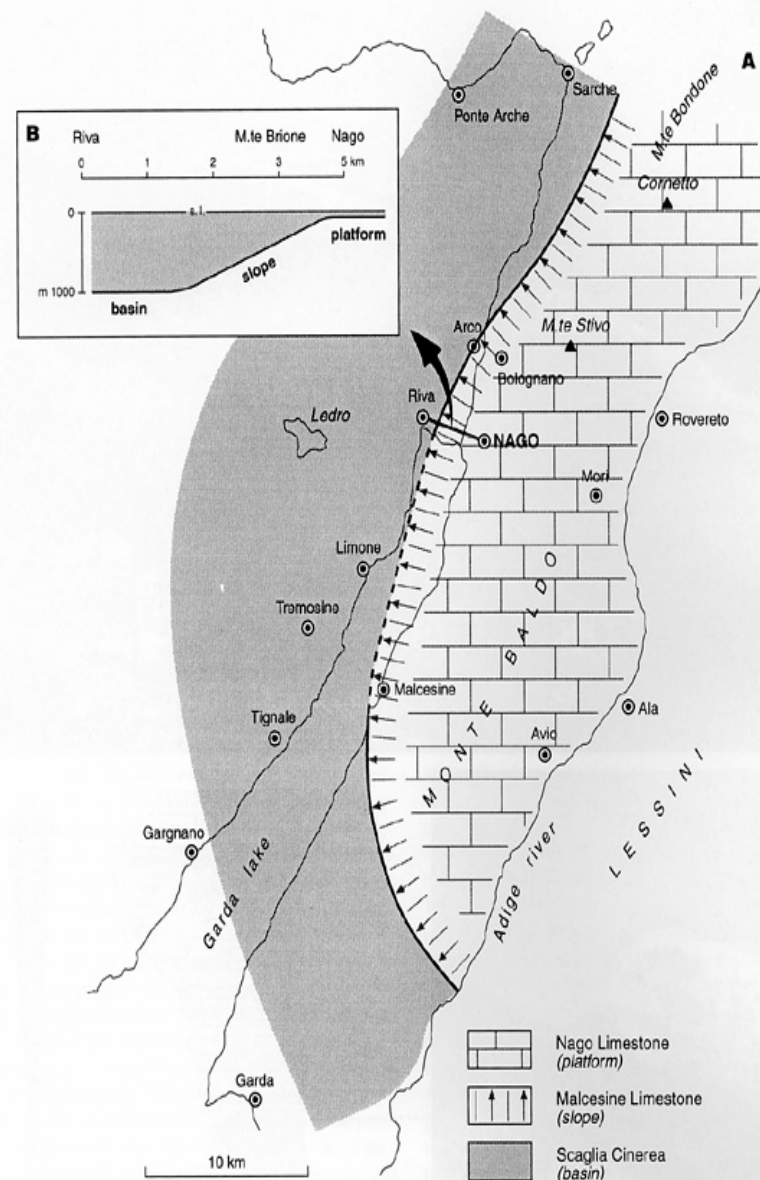 A
B
Riva M.te Brione Nago
0 1 2 3 5 km
0
s.l.
platform
slope
m 1000
basin
Sarche
Ponte Arche
M.te Bondone
Cornetto
Arco
M.te Stivo
Bolognano
Riva
Ledro
NAGO
Rovereto
Mori
Limone
Tremosine
Malcesine
Tignale
Ala
Avio
MONTE BALDO
Gargnano
Garda lake
Adige river
LESSINI
Garda
10 km
Nago Limestone
(platform)
Malcesine Limestone
(slope)
Scaglia Cinerea
(basin)